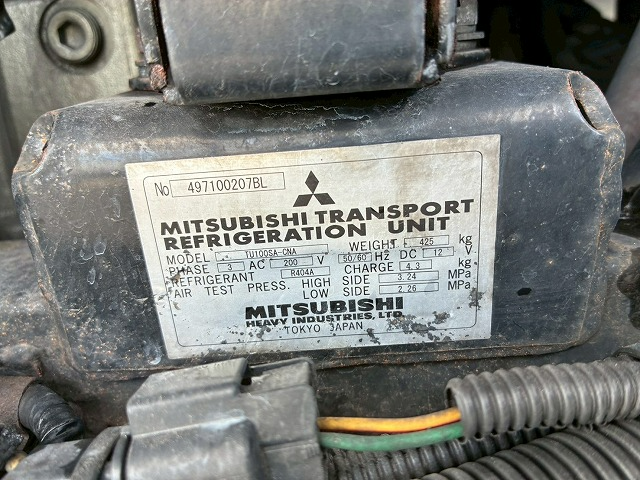 No 497100207BL
MITSUBISHI TRANSPORT
REFRIGERATION UNIT
MODEL TU100SA-CNA WEIGHT 425 kg
PHASE 3 AC 200 V 50/60 HZ DC 12 V
REFRIGERANT R404A CHARGE 4.3 kg
AIR TEST PRESS. HIGH SIDE 3.24 MPa
LOW SIDE 2.26 MPa
MITSUBISHI
HEAVY INDUSTRIES, LTD.
TOKYO JAPAN